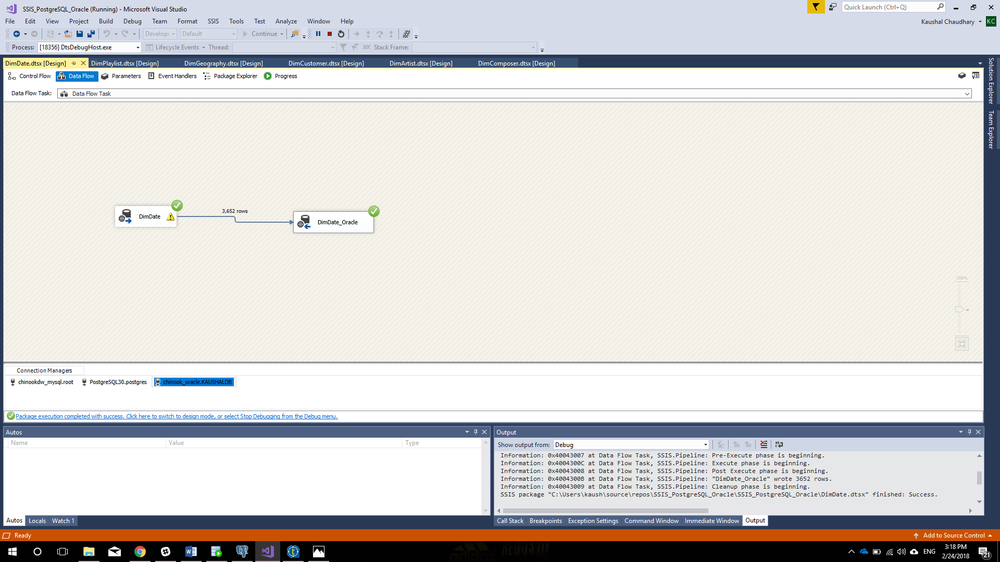 SSIS_PostgreSQL_Oracle (Running) - Microsoft Visual Studio
Quick Launch (Ctrl+Q)
File Edit View Project Build Debug Team Format SSIS Tools Test Analyze Window Help
Kaushal Chaudhary KC
Develop Default Continue
Process: [18356] DtsDebugHost.exe Lifecycle Events Thread: Stack Frame:
DimDate.dtsx [Design] DimPlaylist.dtsx [Design] DimGeography.dtsx [Design] DimCustomer.dtsx [Design] DimArtist.dtsx [Design] DimComposer.dtsx [Design]
Control Flow Data Flow Parameters Event Handlers Package Explorer Progress
Data Flow Task: Data Flow Task
Solution Explorer
Team Explorer
3,652 rows
DimDate
DimDate_Oracle
100%
Connection Managers
chinookdw_mysql.root PostgreSQL30.postgres chinook_oracle.KAUSHALDB
Package execution completed with success. Click here to switch to design mode, or select Stop Debugging from the Debug menu.
Autos
Name Value Type
Autos Locals Watch 1
Output
Show output from: Debug
Information: 0x40043007 at Data Flow Task, SSIS.Pipeline: Pre-Execute phase is beginning.
Information: 0x4004300C at Data Flow Task, SSIS.Pipeline: Execute phase is beginning.
Information: 0x40043008 at Data Flow Task, SSIS.Pipeline: Post Execute phase is beginning.
Information: 0x4004300B at Data Flow Task, SSIS.Pipeline: "DimDate_Oracle" wrote 3652 rows.
Information: 0x40043009 at Data Flow Task, SSIS.Pipeline: Cleanup phase is beginning.
SSIS package "C:\Users\kaush\source\repos\SSIS_PostgreSQL_Oracle\SSIS_PostgreSQL_Oracle\DimDate.dtsx" finished: Success.
Call Stack Breakpoints Exception Settings Command Window Immediate Window Output
Ready
Add to Source Control
adidas
ENG
3:18 PM
2/24/2018
21